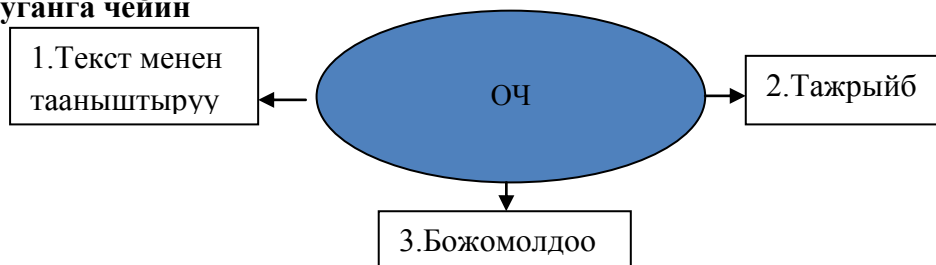 уганга чейин
1.Текст менен
тааныштыруу
ОЧ
2.Тажрыйб
3.Божомолдоо